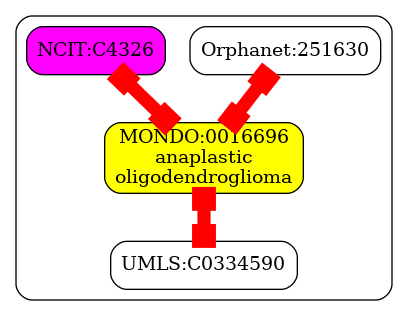 NCIT:C4326
Orphanet:251630
MONDO:0016696
anaplastic
oligodendroglioma
UMLS:C0334590